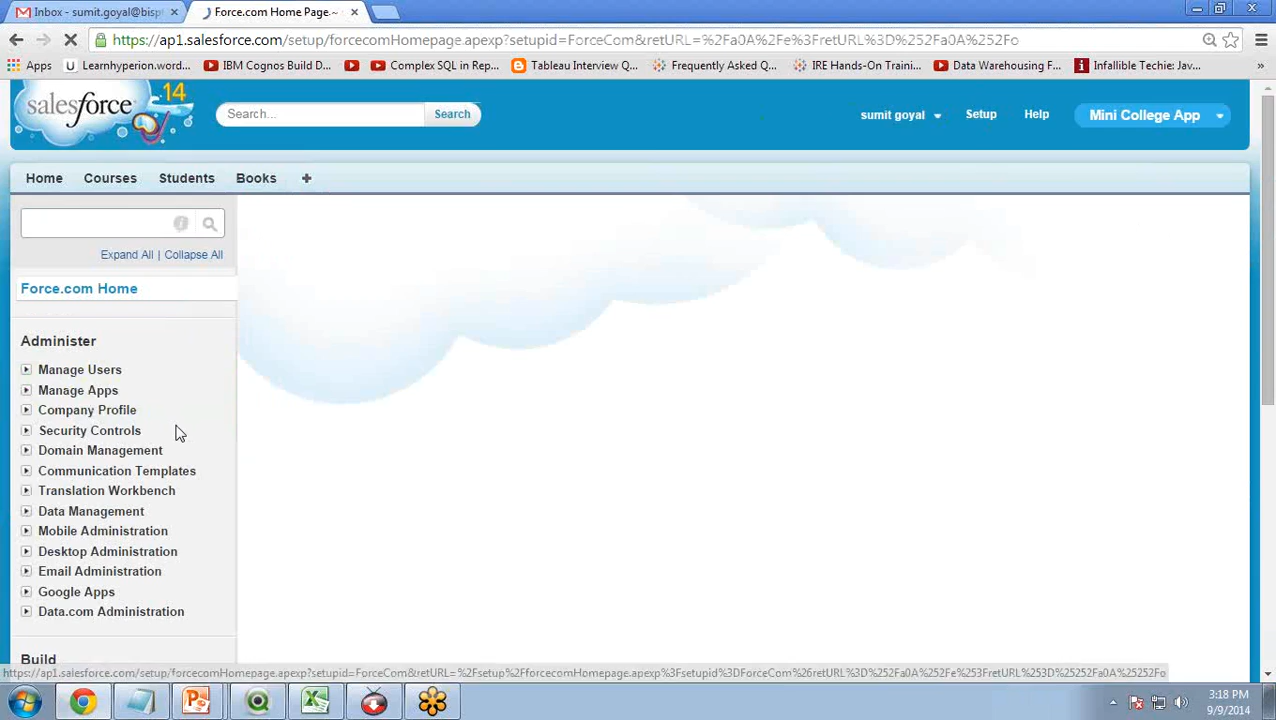 Inbox - sumit.goyal@bisp
Force.com Home Page ~
https://ap1.salesforce.com/setup/forcecomHomepage.apexp?setupid=ForceCom&retURL=%2Fa0A%2Fe%3FretURL%3D%252Fa0A%252Fo
Apps
Learnhyperion.word...
IBM Cognos Build D...
Complex SQL in Rep...
Tableau Interview Q...
Frequently Asked Q...
IRE Hands-On Traini...
Data Warehousing F...
Infallible Techie: Jav...
»
salesforce 14
Search...
Search
sumit goyal
Setup
Help
Mini College App
Home
Courses
Students
Books
+
Expand All | Collapse All
Force.com Home
Administer
Manage Users
Manage Apps
Company Profile
Security Controls
Domain Management
Communication Templates
Translation Workbench
Data Management
Mobile Administration
Desktop Administration
Email Administration
Google Apps
Data.com Administration
Build
https://ap1.salesforce.com/setup/forcecomHomepage.apexp?setupid=ForceCom&retURL=%2Fsetup%2FforcecomHomepage.apexp%3Fsetupid%3DForceCom%26retURL%3D%252Fa0A%252Fe%253FretURL%253D%25252Fa0A%25252Fo
3:18 PM
9/9/2014